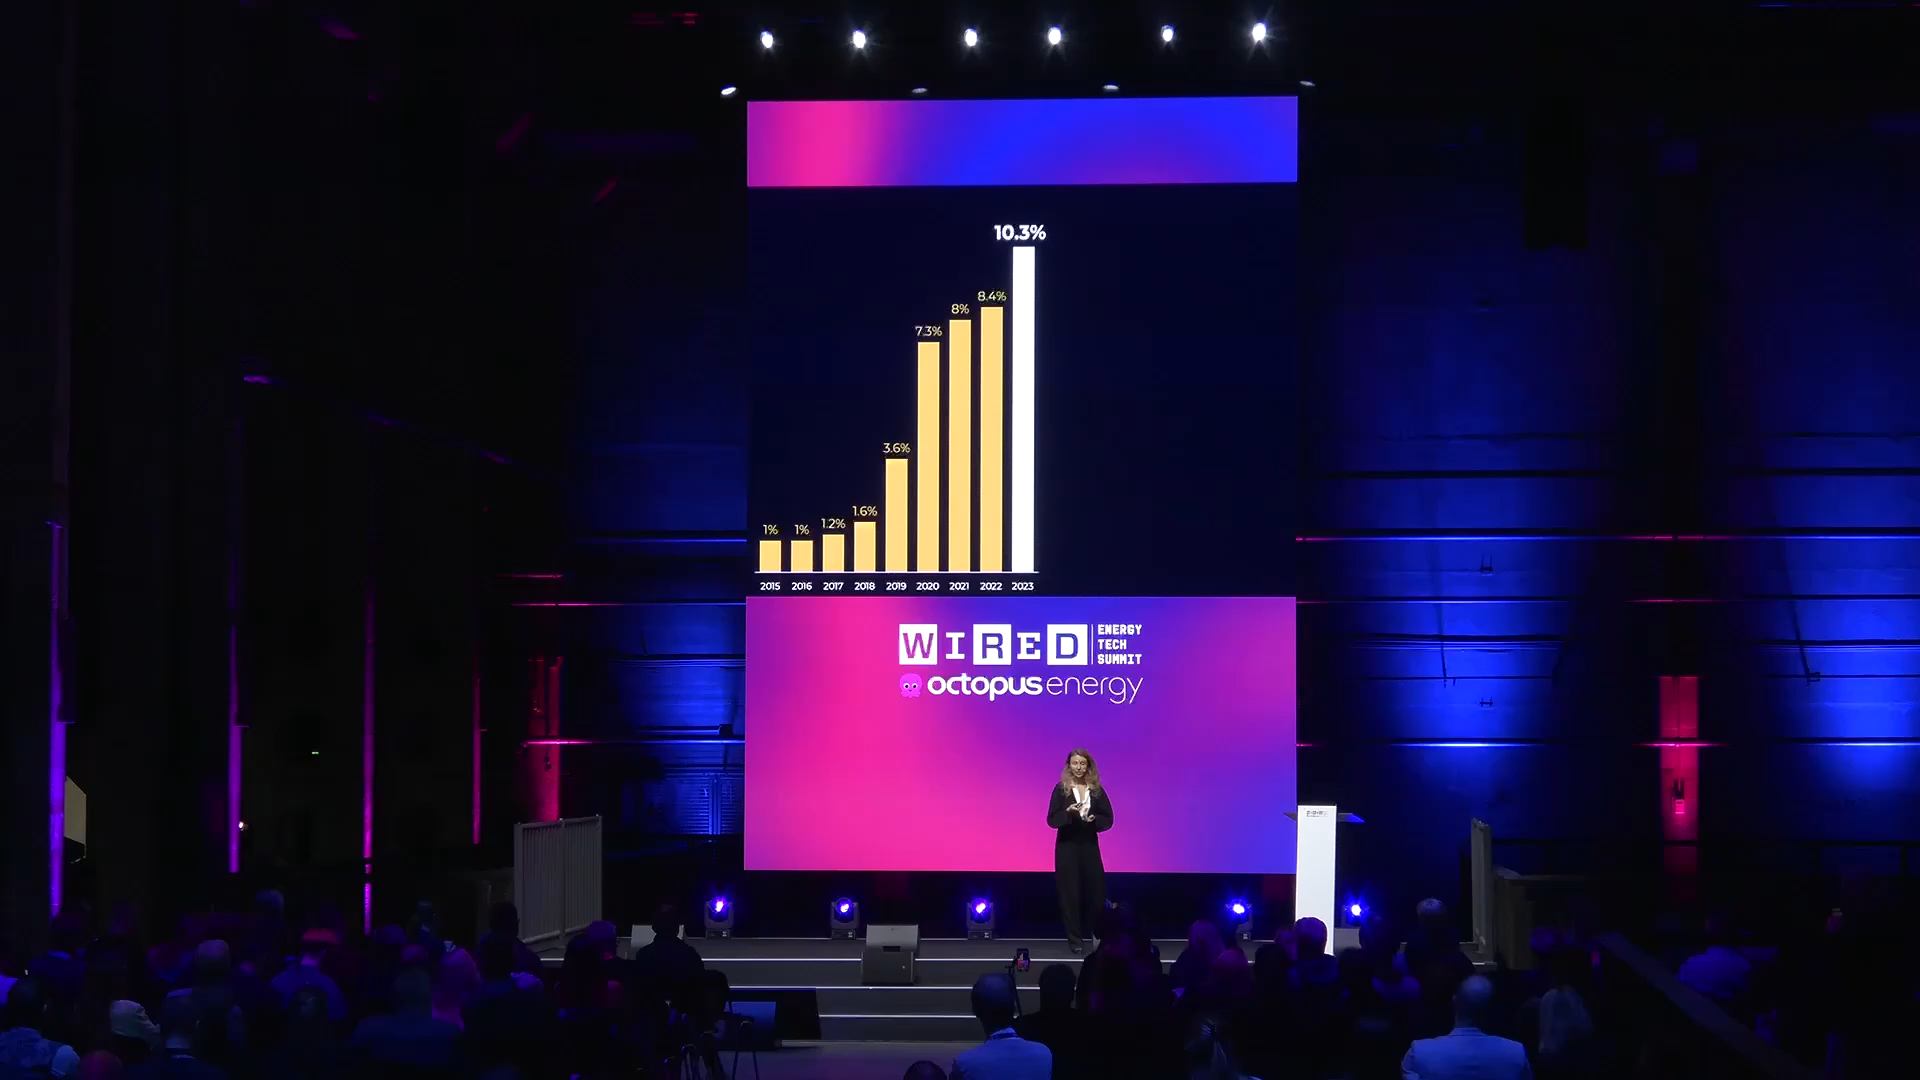 10.3%
8.4%
8%
7.3%
3.6%
1.6%
1.2%
1%
1%
2015 2016 2017 2018 2019 2020 2021 2022 2023
WIRED
ENERGY
TECH
SUMMIT
octopus energy